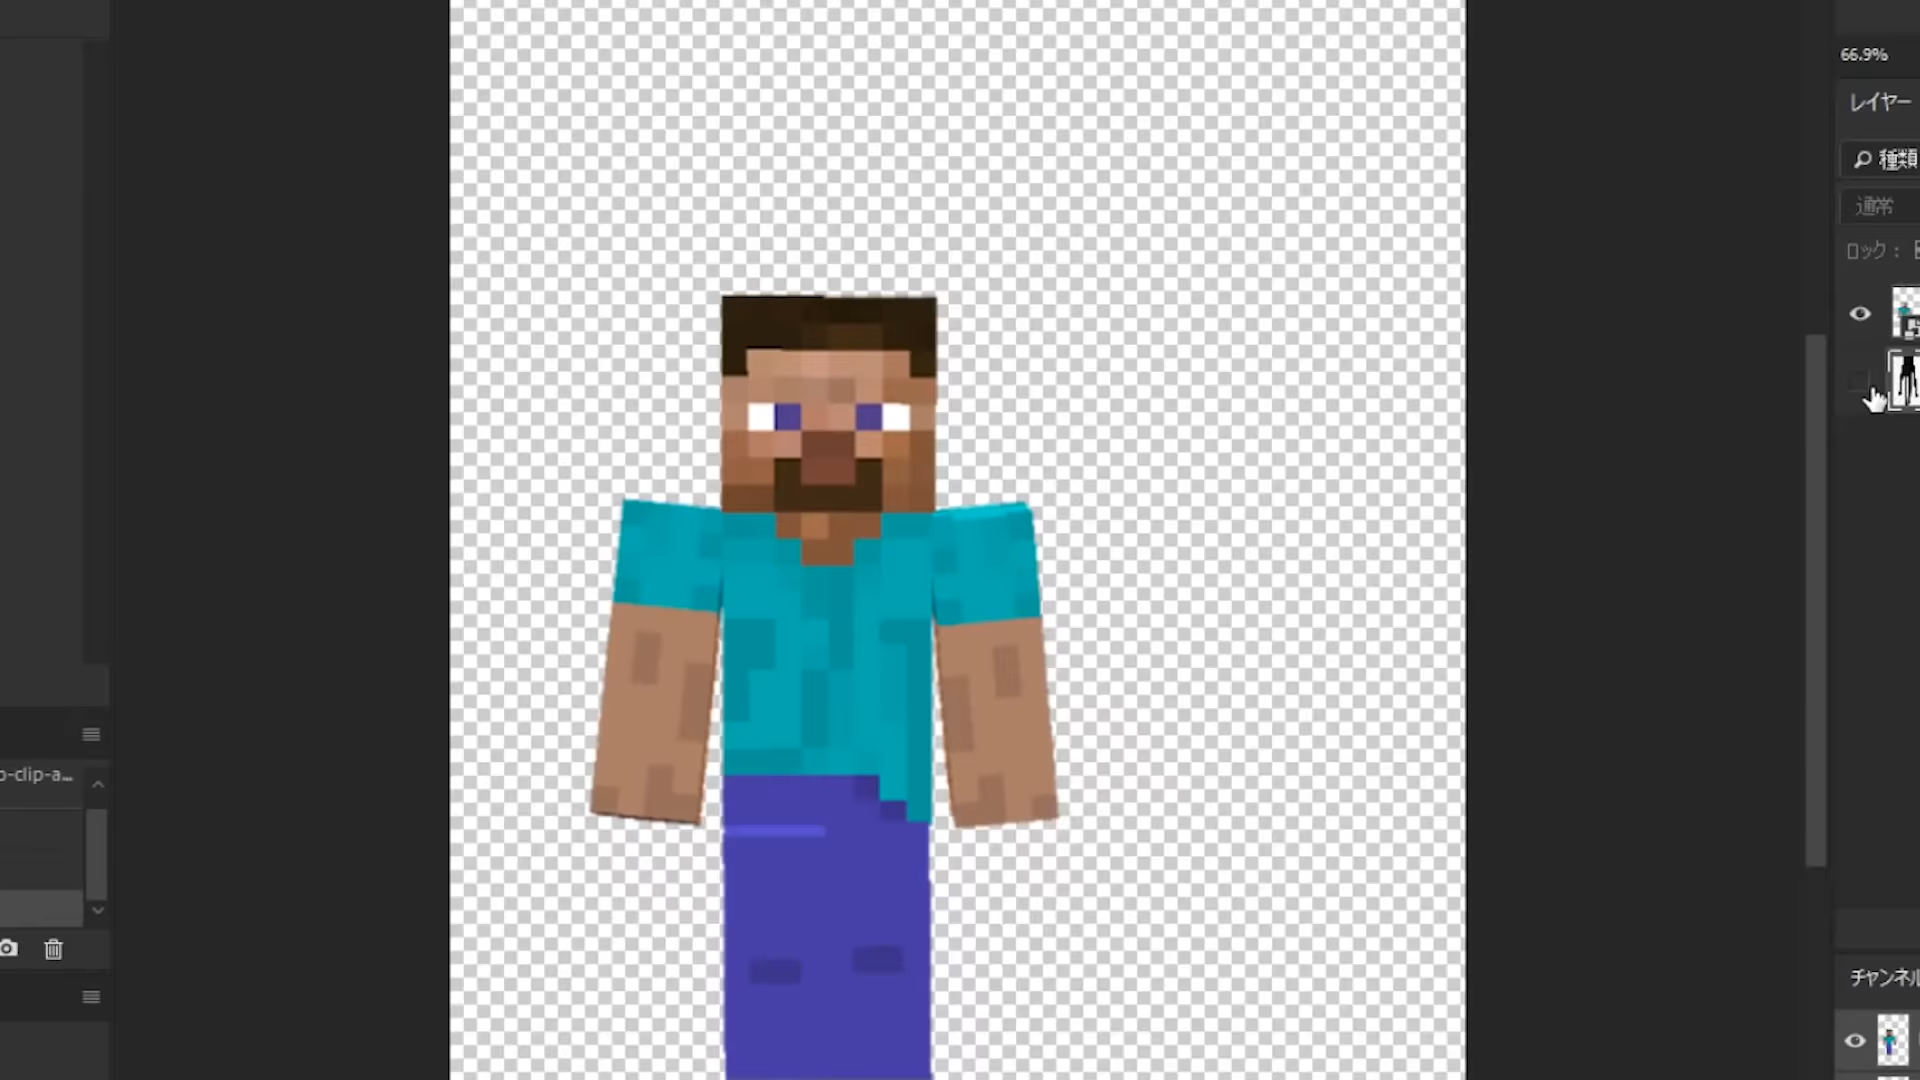 66.9%
レイヤー
種類
通常
ロック：
o-clip-a...
チャンネル